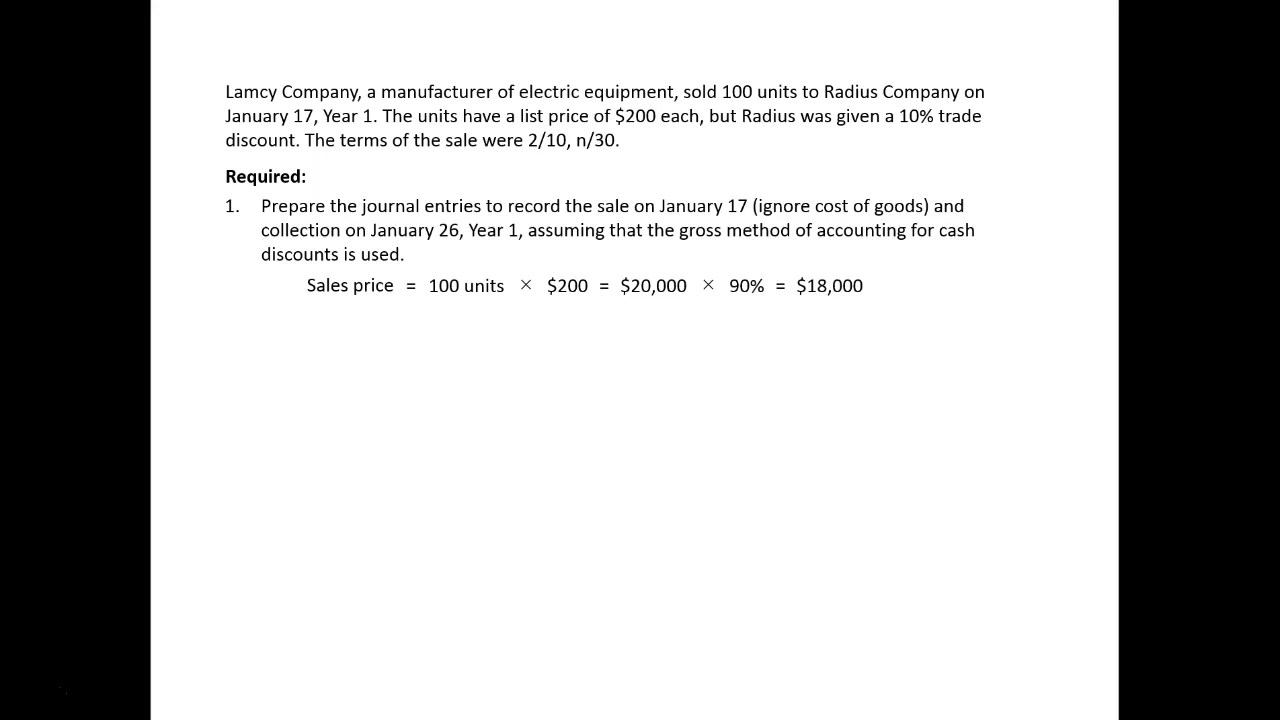 Lamcy Company, a manufacturer of electric equipment, sold 100 units to Radius Company on
January 17, Year 1. The units have a list price of $200 each, but Radius was given a 10% trade
discount. The terms of the sale were 2/10, n/30.
Required:
1. Prepare the journal entries to record the sale on January 17 (ignore cost of goods) and
collection on January 26, Year 1, assuming that the gross method of accounting for cash
discounts is used.
Sales price = 100 units × $200 = $20,000 × 90% = $18,000